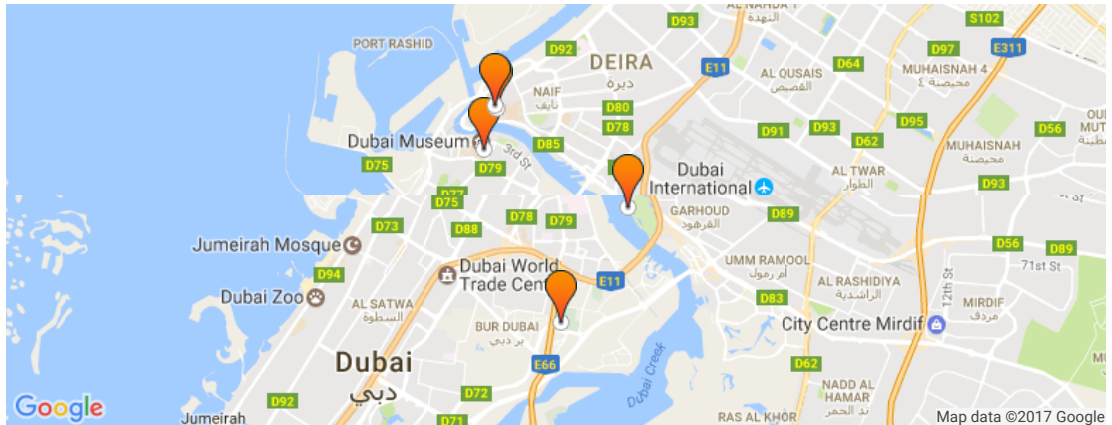 D93
AL NAHDA 1
النهدة
S102
PORT RASHID
D92
DEIRA
ديرة
E11
AL QUSAIS
القصيص
D64
D97
MUHAISNAH 4
محيصنة ٤
E311
NAIF
نايف
D80
D78
D91
D93
D95
D56
Dubai Museum
3rd St
D85
D62
MUHAISNAH
محيصنة
D75
D79
Dubai
International
AL TWAR
الطوار
D93
D77
D75
D73
D78
D79
D88
GARHOUD
القرهود
D89
Jumeirah Mosque
D56
D89
71st St
D94
Dubai World
Trade Cent
E11
UMM RAMOOL
أم رمول
AL RASHIDIYA
الراشدية
12th St
Dubai Zoo
AL SATWA
السطوة
D83
MIRDIF
مردف
BUR DUBAI
بر دبي
City Centre Mirdif
Dubai
دبي
E66
Dubai Creek
D62
D72
NADD AL
HAMAR
ند الحمر
Google
D92
Jumeirah
D71
RAS AL KHOR
Map data ©2017 Google